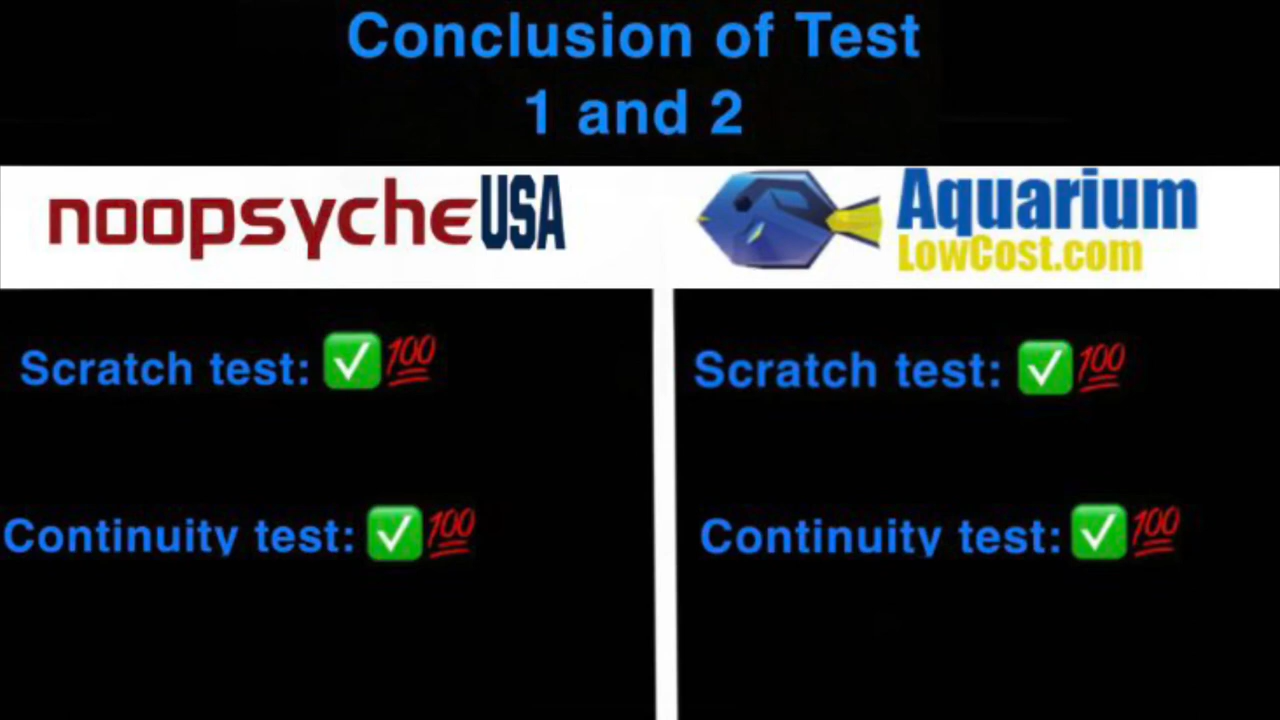 Conclusion of Test
1 and 2
noopsycheUSA
Aquarium
LowCost.com
Scratch test: ✅💯
Continuity test: ✅💯
Scratch test: ✅💯
Continuity test: ✅💯